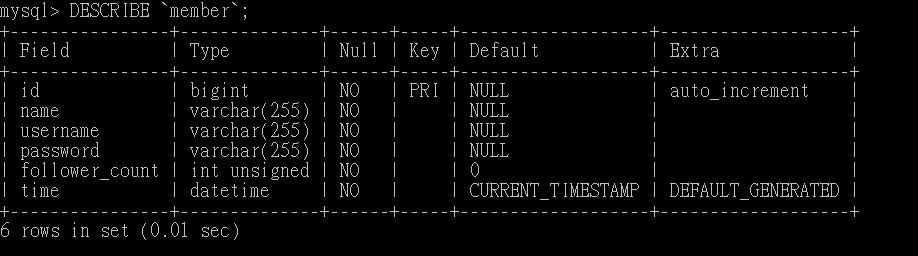 mysql> DESCRIBE `member`;
+----------------+--------------+------+-----+-------------------+-------------------+
| Field | Type | Null | Key | Default | Extra |
+----------------+--------------+------+-----+-------------------+-------------------+
| id | bigint | NO | PRI | NULL | auto_increment |
| name | varchar(255) | NO | | NULL | |
| username | varchar(255) | NO | | NULL | |
| password | varchar(255) | NO | | NULL | |
| follower_count | int unsigned | NO | | 0 | |
| time | datetime | NO | | CURRENT_TIMESTAMP | DEFAULT_GENERATED |
+----------------+--------------+------+-----+-------------------+-------------------+
6 rows in set (0.01 sec)